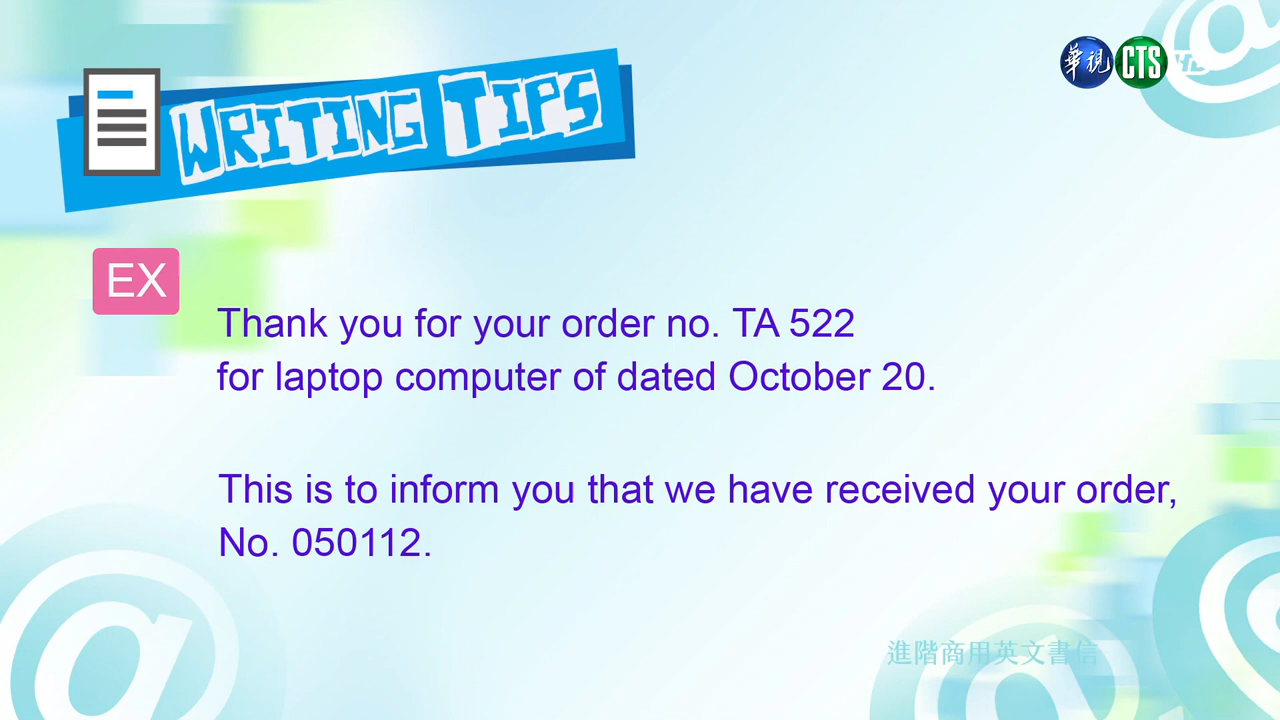 華視 CTS HD
WRITING TIPS
EX
Thank you for your order no. TA 522
for laptop computer of dated October 20.
This is to inform you that we have received your order,
No. 050112.
進階商用英文書信